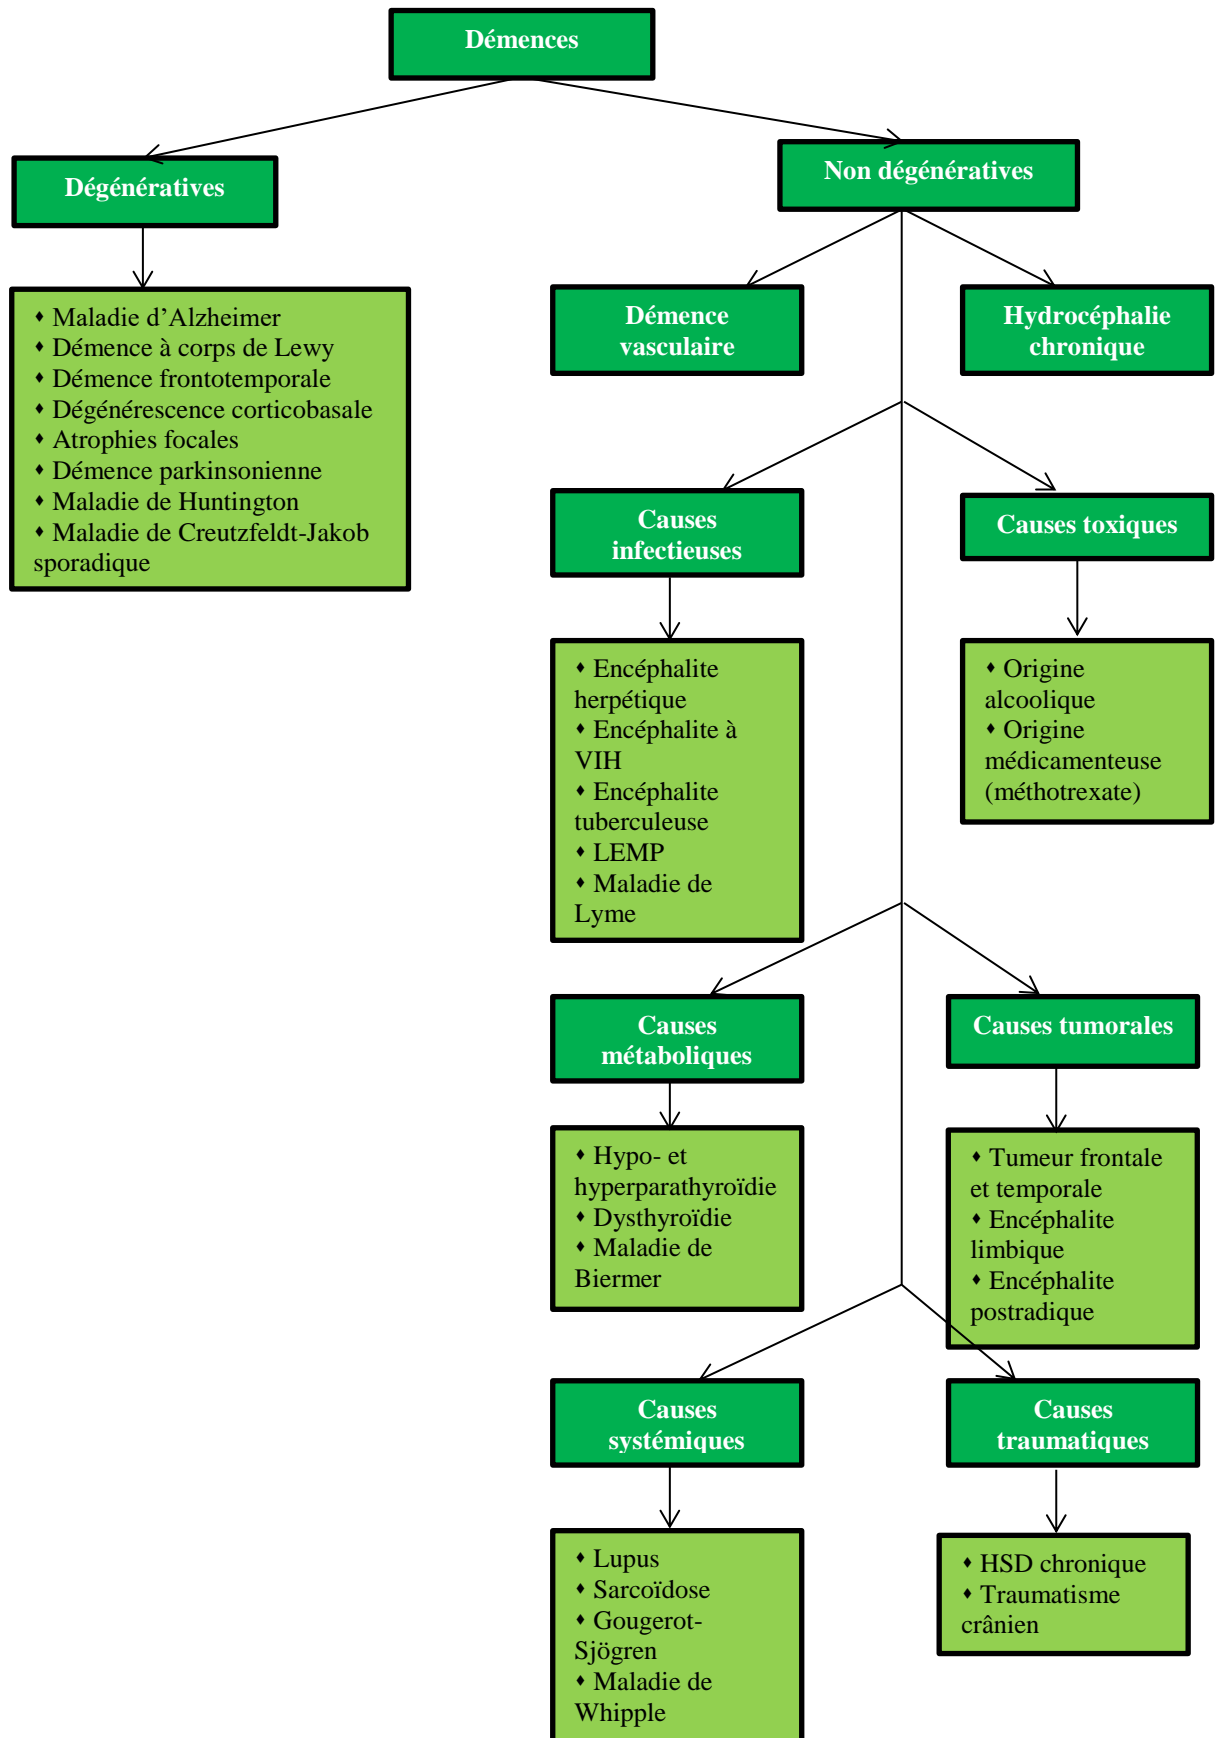 Démences
Dégénératives
Non dégénératives
♦ Maladie d’Alzheimer
♦ Démence à corps de Lewy
♦ Démence frontotemporale
♦ Dégénérescence corticobasale
♦ Atrophies focales
♦ Démence parkinsonienne
♦ Maladie de Huntington
♦ Maladie de Creutzfeldt-Jakob
sporadique
Démence
vasculaire
Hydrocéphalie
chronique
Causes
infectieuses
Causes toxiques
♦ Encéphalite
herpétique
♦ Encéphalite à
VIH
♦ Encéphalite
tuberculeuse
♦ LEMP
♦ Maladie de
Lyme
♦ Origine
alcoolique
♦ Origine
médicamenteuse
(méthotrexate)
Causes
métaboliques
Causes tumorales
♦ Hypo- et
hyperparathyroïdie
♦ Dysthyroïdie
♦ Maladie de
Biermer
♦ Tumeur frontale
et temporale
♦ Encéphalite
limbique
♦ Encéphalite
postradique
Causes
systémiques
Causes
traumatiques
♦ Lupus
♦ Sarcoïdose
♦ Gougerot-
Sjögren
♦ Maladie de
Whipple
♦ HSD chronique
♦ Traumatisme
crânien